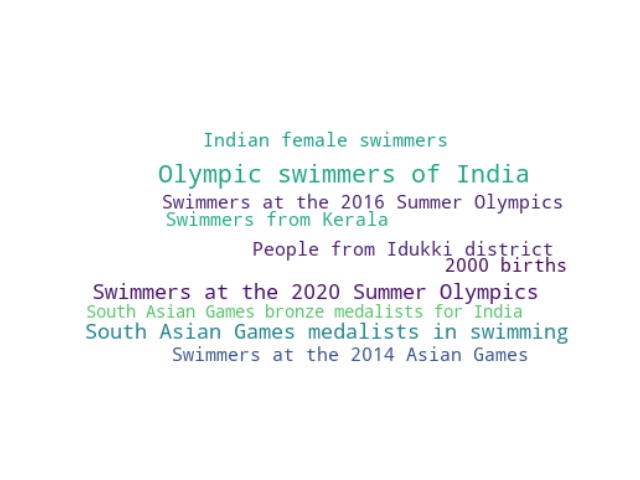 Indian female swimmers
Olympic swimmers of India
Swimmers at the 2016 Summer Olympics
Swimmers from Kerala
People from Idukki district
2000 births
Swimmers at the 2020 Summer Olympics
South Asian Games bronze medalists for India
South Asian Games medalists in swimming
Swimmers at the 2014 Asian Games